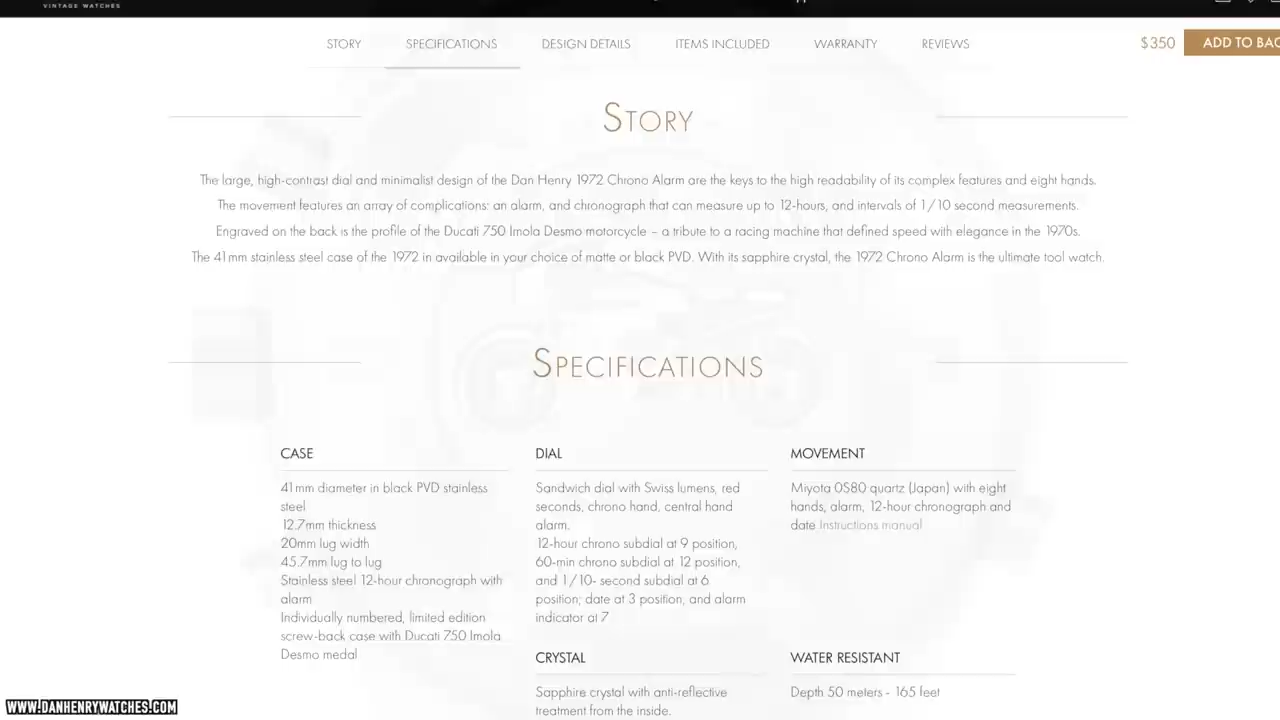 VINTAGE WATCHES
STORY
SPECIFICATIONS
DESIGN DETAILS
ITEMS INCLUDED
WARRANTY
REVIEWS
$350
ADD TO BAG
STORY
The large, high-contrast dial and minimalist design of the Dan Henry 1972 Chrono Alarm are the keys to the high readability of its complex features and eight hands.
The movement features an array of complications: an alarm, and chronograph that can measure up to 12-hours, and intervals of 1/10 second measurements.
Engraved on the back is the profile of the Ducati 750 Imola Desmo motorcycle – a tribute to a racing machine that defined speed with elegance in the 1970s.
The 41mm stainless steel case of the 1972 in available in your choice of matte or black PVD. With its sapphire crystal, the 1972 Chrono Alarm is the ultimate tool watch.
SPECIFICATIONS
CASE
41mm diameter in black PVD stainless
steel
12.7mm thickness
20mm lug width
45.7mm lug to lug
Stainless steel 12-hour chronograph with
alarm
Individually numbered, limited edition
screw-back case with Ducati 750 Imola
Desmo medal
DIAL
Sandwich dial with Swiss lumens, red
seconds, chrono hand, central hand
alarm.
12-hour chrono subdial at 9 position,
60-min chrono subdial at 12 position,
and 1/10- second subdial at 6
position; date at 3 position, and alarm
indicator at 7
CRYSTAL
Sapphire crystal with anti-reflective
treatment from the inside.
MOVEMENT
Miyota 0S80 quartz (Japan) with eight
hands, alarm, 12-hour chronograph and
date Instructions manual
WATER RESISTANT
Depth 50 meters - 165 feet
WWW.DANHENRYWATCHES.COM